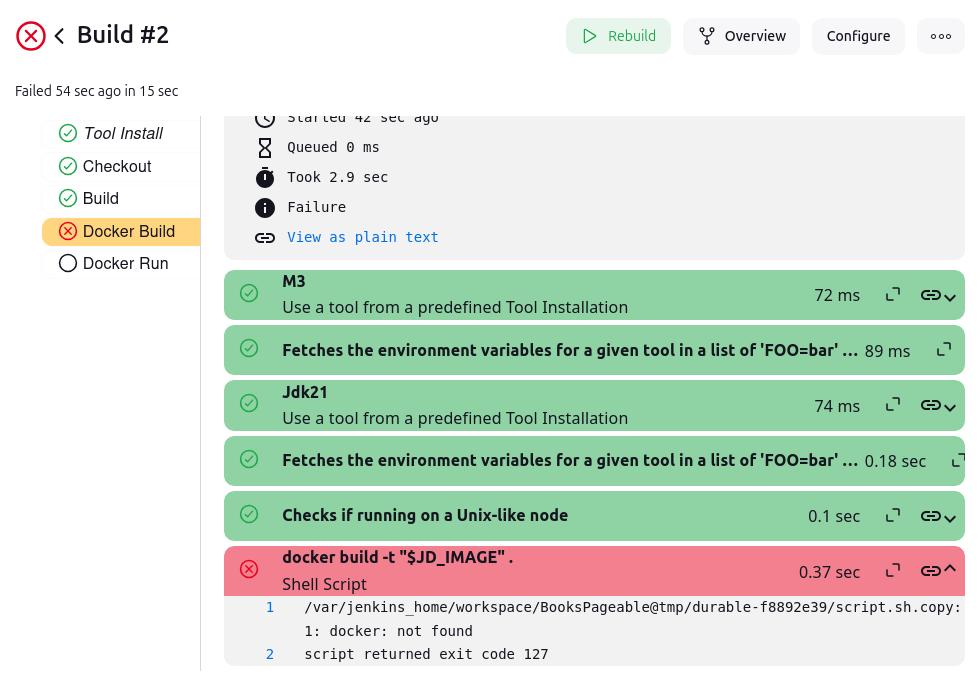 Build #2
Rebuild
Overview
Configure
Failed 54 sec ago in 15 sec
Tool Install
Checkout
Build
Docker Build
Docker Run
Started 42 sec ago
Queued 0 ms
Took 2.9 sec
Failure
View as plain text
M3
Use a tool from a predefined Tool Installation
72 ms
Fetches the environment variables for a given tool in a list of 'FOO=bar' ... 89 ms
Jdk21
Use a tool from a predefined Tool Installation
74 ms
Fetches the environment variables for a given tool in a list of 'FOO=bar' ... 0.18 sec
Checks if running on a Unix-like node 0.1 sec
docker build -t "$JD_IMAGE" .
Shell Script
0.37 sec
1 /var/jenkins_home/workspace/BooksPageable@tmp/durable-f8892e39/script.sh.copy:
1: docker: not found
2 script returned exit code 127